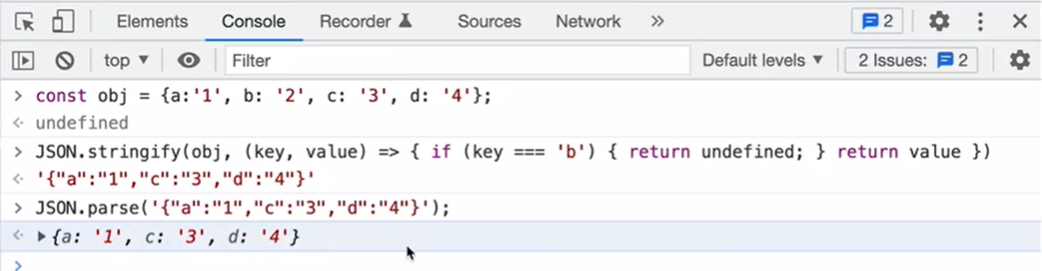 Elements Console Recorder Sources Network » 2
top ▼ Filter Default levels ▼ 2 Issues: 2
> const obj = {a:'1', b: '2', c: '3', d: '4'};
<· undefined
> JSON.stringify(obj, (key, value) => { if (key === 'b') { return undefined; } return value })
<· '{"a":"1","c":"3","d":"4"}'
> JSON.parse('{"a":"1","c":"3","d":"4"}');
<· ▶{a: '1', c: '3', d: '4'}
>